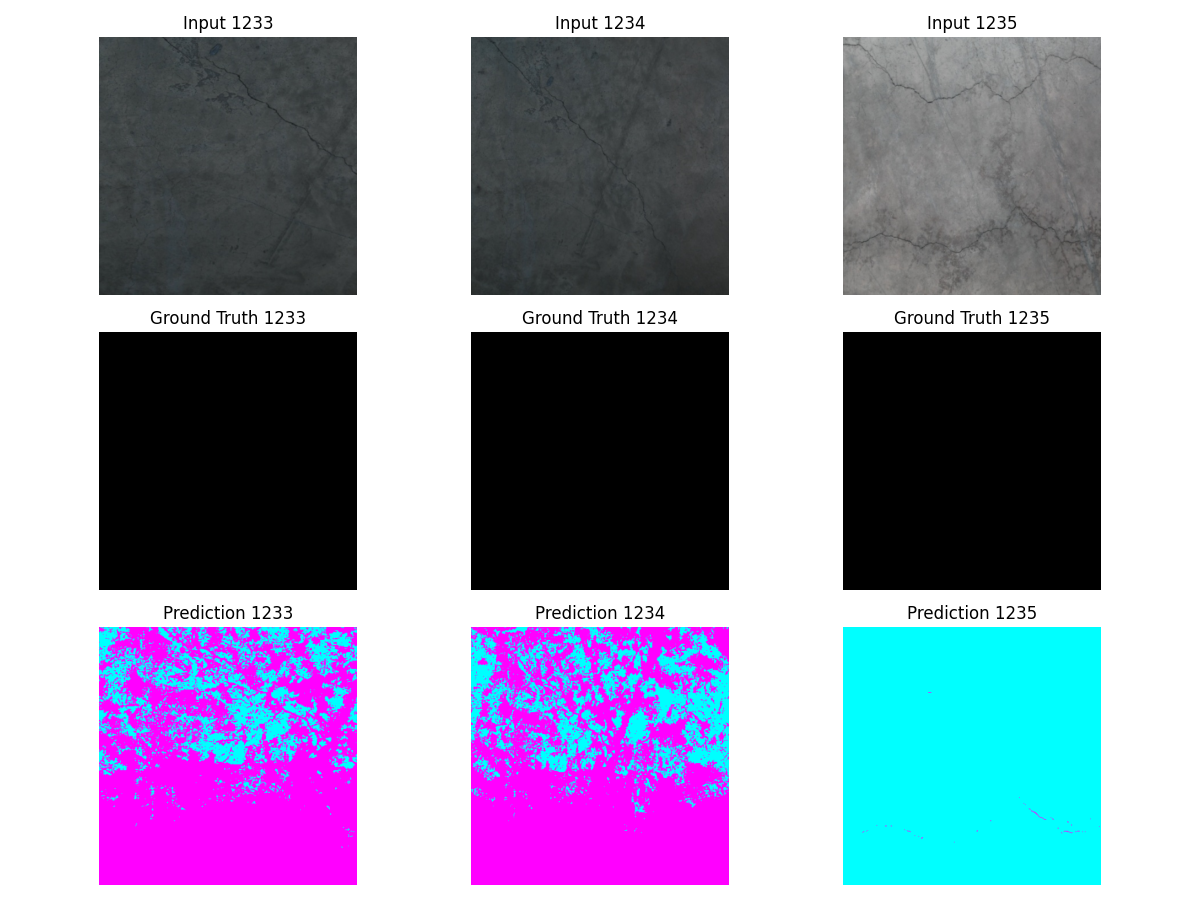 Input 1233
Input 1234
Input 1235
Ground Truth 1233
Ground Truth 1234
Ground Truth 1235
Prediction 1233
Prediction 1234
Prediction 1235